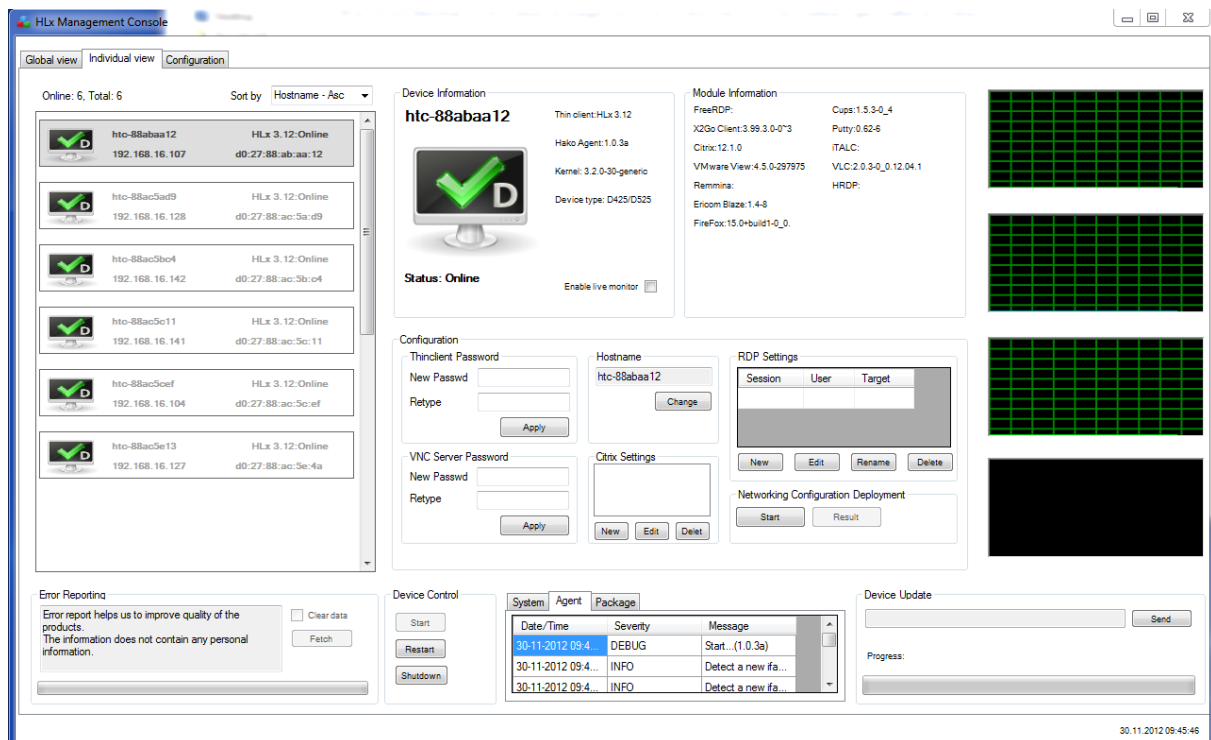 HLx Management Console
Global view Individual view Configuration
Online: 6, Total: 6 Sort by Hostname - Asc
htc-88abaa12 HLx 3.12:Online
192.168.16.107 d0:27:88:ab:aa:12
htc-88ac5ad9 HLx 3.12:Online
192.168.16.128 d0:27:88:ac:5a:d9
htc-88ac5bc4 HLx 3.12:Online
192.168.16.142 d0:27:88:ac:5b:c4
htc-88ac5c11 HLx 3.12:Online
192.168.16.141 d0:27:88:ac:5c:11
htc-88ac5cef HLx 3.12:Online
192.168.16.104 d0:27:88:ac:5c:ef
htc-88ac5e13 HLx 3.12:Online
192.168.16.127 d0:27:88:ac:5e:4a
Device Information
htc-88abaa12
D
Thin client:HLx 3.12
Hako Agent:1.0.3a
Kernel: 3.2.0-30-generic
Device type: D425/D525
Status: Online
Enable live monitor
Module Information
FreeRDP:
X2Go Client:3.99.3.0-0~3
Citrix:12.1.0
VMware View:4.5.0-297975
Remmina:
Ericom Blaze:1.4-8
FireFox:15.0+build1-0_0.
Cups:1.5.3-0_4
Putty:0.62-6
iTALC:
VLC:2.0.3-0_0.12.04.1
HRDP:
Configuration
Thinclient Password
New Passwd
Retype
Apply
Hostname
htc-88abaa12
Change
RDP Settings
Session User Target
New Edit Rename Delete
VNC Server Password
New Passwd
Retype
Apply
Citrix Settings
New Edit Delet
Networking Configuration Deployment
Start Result
Error Reporting
Error report helps us to improve quality of the
products.
The information does not contain any personal
information.
Clear data
Fetch
Device Control
Start
Restart
Shutdown
System Agent Package
Date/Time Severity Message
30-11-2012 09:4... DEBUG Start...(1.0.3a)
30-11-2012 09:4... INFO Detect a new ifa...
30-11-2012 09:4... INFO Detect a new ifa...
Device Update
Send
Progress:
30.11.2012 09:45:46